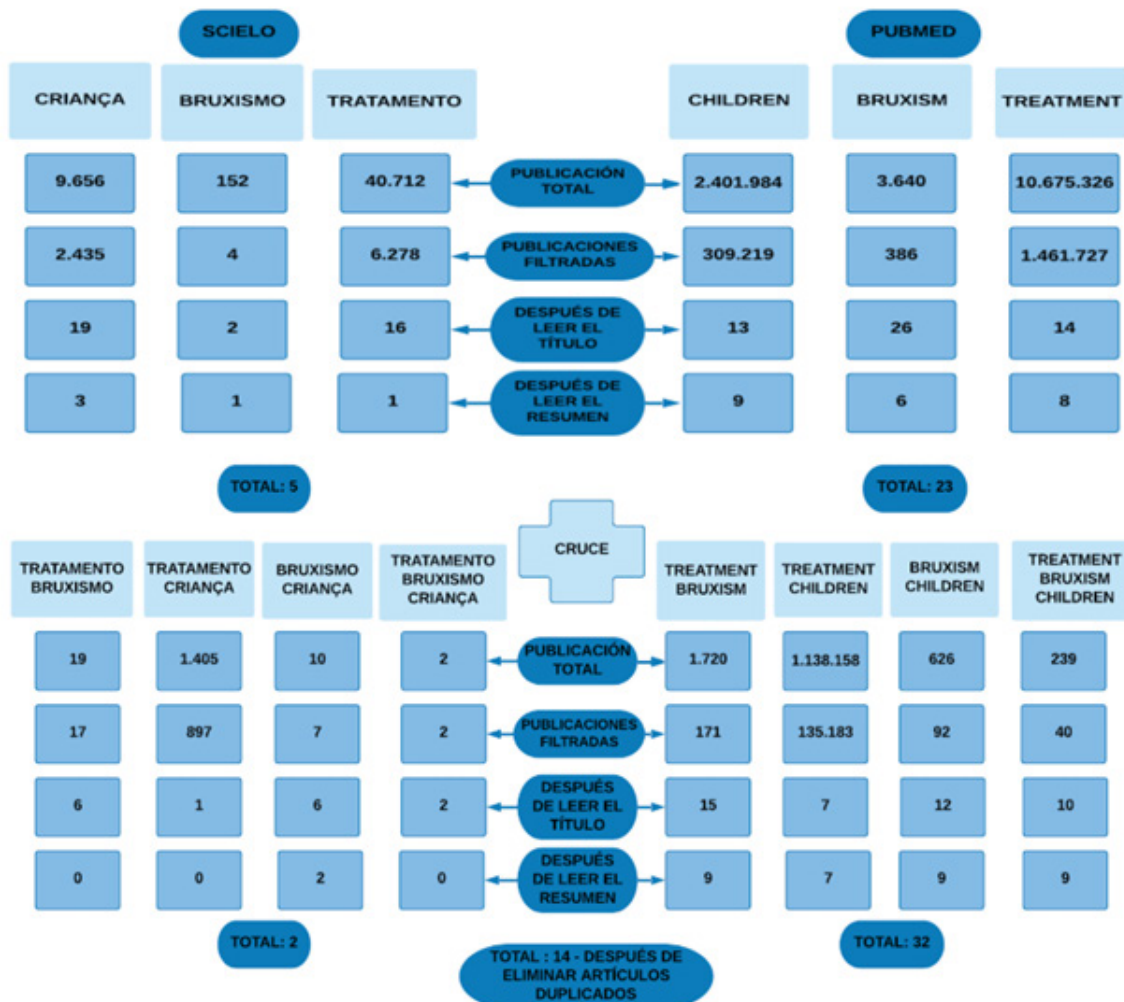 SCIELO
PUBMED
CRIANÇA
BRUXISMO
TRATAMENTO
CHILDREN
BRUXISM
TREATMENT
9.656
152
40.712
PUBLICACIÓN
TOTAL
2.401.984
3.640
10.675.326
2.435
4
6.278
PUBLICACIONES
FILTRADAS
309.219
386
1.461.727
19
2
16
DESPUÉS DE
LEER EL
TÍTULO
13
26
14
3
1
1
DESPUÉS DE
LEER EL
RESUMEN
9
6
8
TOTAL: 5
TOTAL: 23
CRUCE
TRATAMENTO
BRUXISMO
TRATAMENTO
CRIANÇA
BRUXISMO
CRIANÇA
TRATAMENTO
BRUXISMO
CRIANÇA
TREATMENT
BRUXISM
TREATMENT
CHILDREN
BRUXISM
CHILDREN
TREATMENT
BRUXISM
CHILDREN
19
1.405
10
2
PUBLICACIÓN
TOTAL
1.720
1.138.158
626
239
17
897
7
2
PUBLICACIONES
FILTRADAS
171
135.183
92
40
6
1
6
2
DESPUÉS
DE LEER EL
TÍTULO
15
7
12
10
0
0
2
0
DESPUÉS
DE LEER EL
RESUMEN
9
7
9
9
TOTAL: 2
TOTAL: 32
TOTAL : 14 - DESPUÉS DE
ELIMINAR ARTÍCULOS
DUPLICADOS